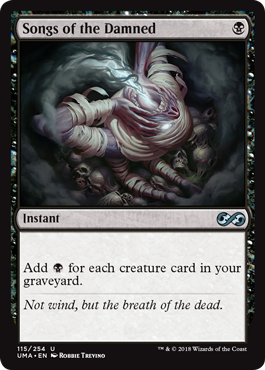 Songs of the Damned
Instant
Add for each creature card in your
graveyard.
Not wind, but the breath of the dead.
115/254 U
UMA • EN ROBBIE TREVINO
™ & © 2018 Wizards of the Coast